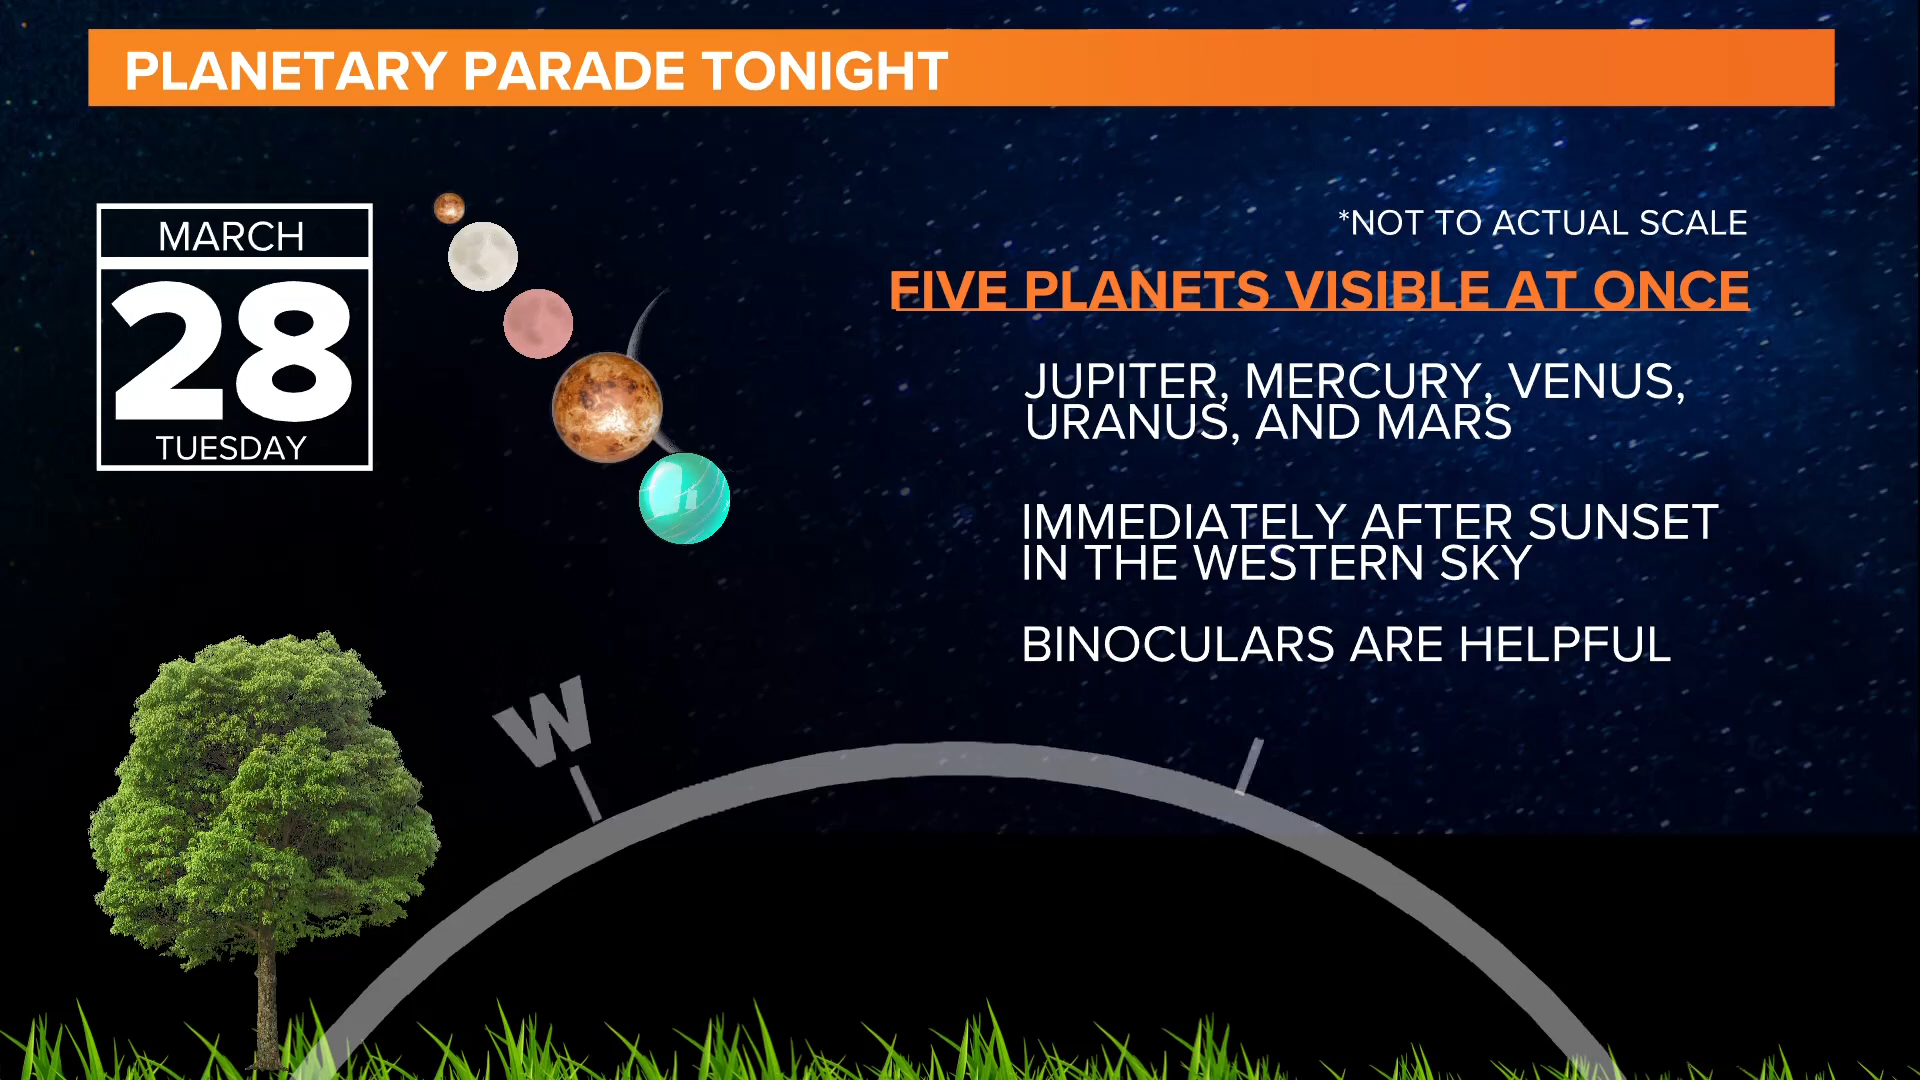 PLANETARY PARADE TONIGHT
MARCH
28
TUESDAY
*NOT TO ACTUAL SCALE
FIVE PLANETS VISIBLE AT ONCE
JUPITER, MERCURY, VENUS,
URANUS, AND MARS
IMMEDIATELY AFTER SUNSET
IN THE WESTERN SKY
BINOCULARS ARE HELPFUL
W